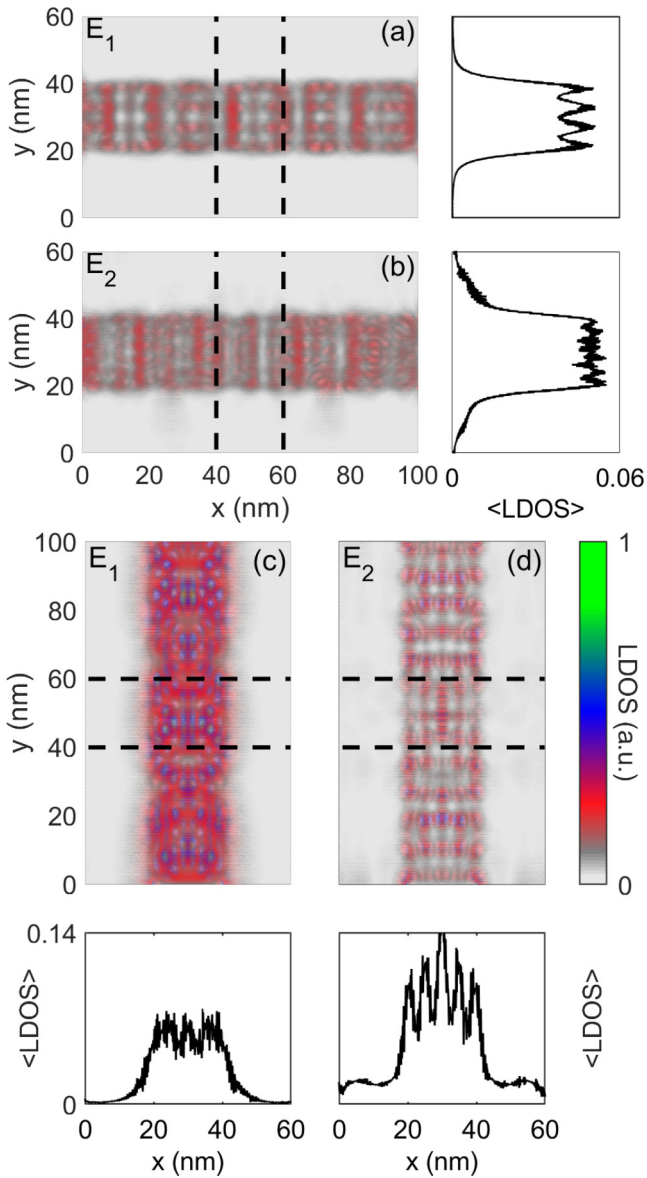 60
E1
(a)
40
y (nm)
20
0
60
E2
(b)
40
y (nm)
20
0
0 20 40 60 80 100 0 0.06
x (nm) <LDOS>
100
E1
(c)
E2
(d)
1
80
60
y (nm)
LDOS (a.u.)
40
20
0
0
0.14
<LDOS>
<LDOS>
0
0 20 40 60 0 20 40 60
x (nm) x (nm)